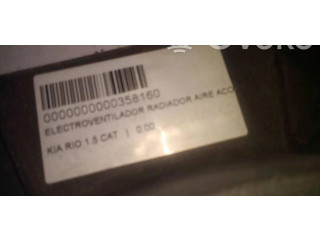 0000000000358160
ELECTROVENTILADOR RADIADOR AIRE ACO
KIA RIO 1.5 CAT | 0.00